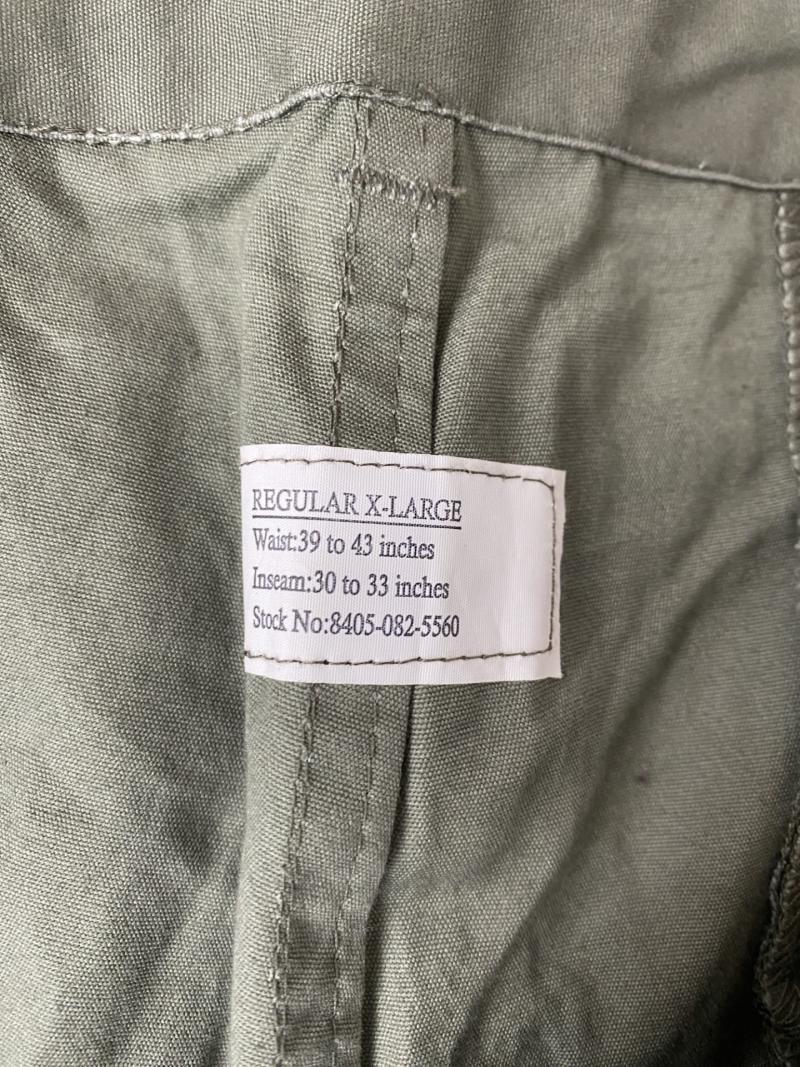 REGULAR X-LARGE
Waist:39 to 43 inches
Inseam:30 to 33 inches
Stock No:8405-082-5560